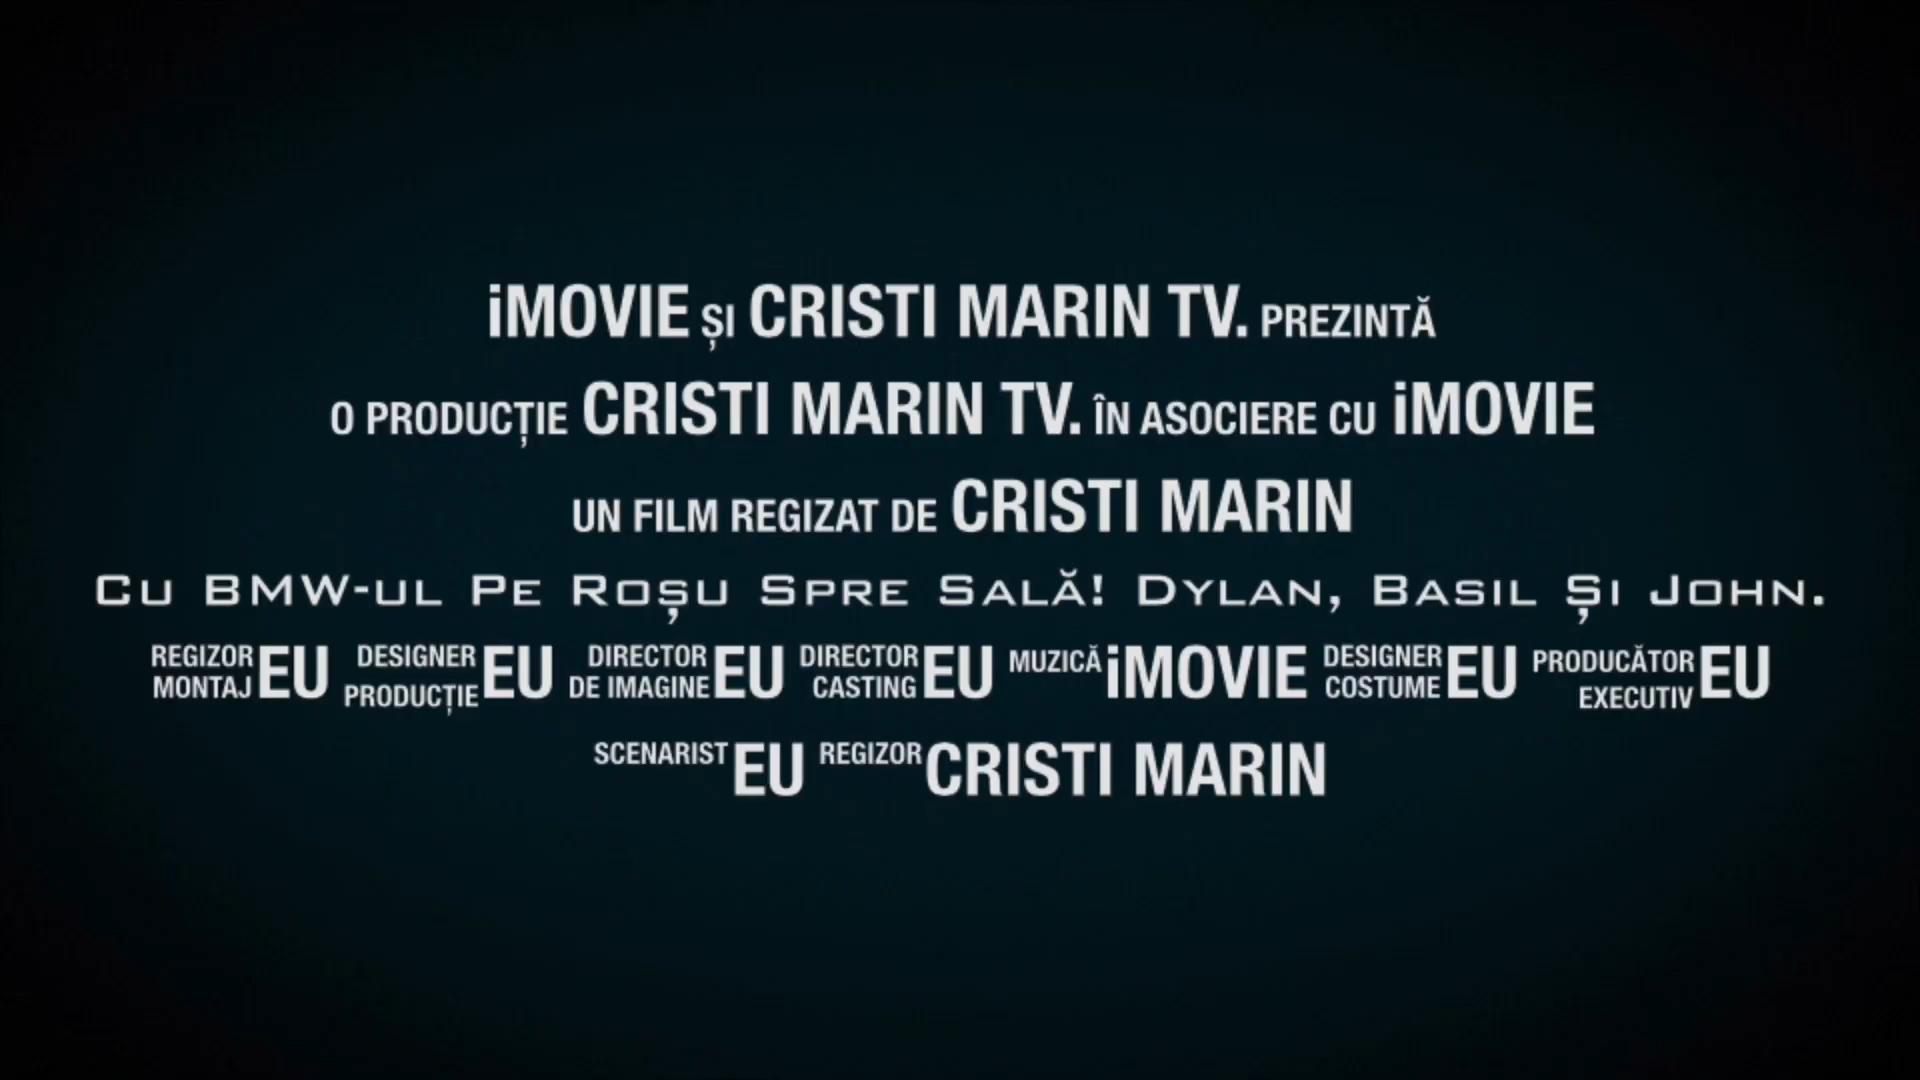 iMOVIE ȘI CRISTI MARIN TV. PREZINTĂ
O PRODUCȚIE CRISTI MARIN TV. ÎN ASOCIERE CU iMOVIE
UN FILM REGIZAT DE CRISTI MARIN
CU BMW-UL PE ROȘU SPRE SALĂ! DYLAN, BASIL ȘI JOHN.
REGIZOR MONTAJ EU DESIGNER PRODUCȚIE EU DIRECTOR DE IMAGINE EU DIRECTOR CASTING EU MUZICĂ iMOVIE DESIGNER COSTUME EU PRODUCĂTOR EXECUTIV EU
SCENARIST EU REGIZOR CRISTI MARIN